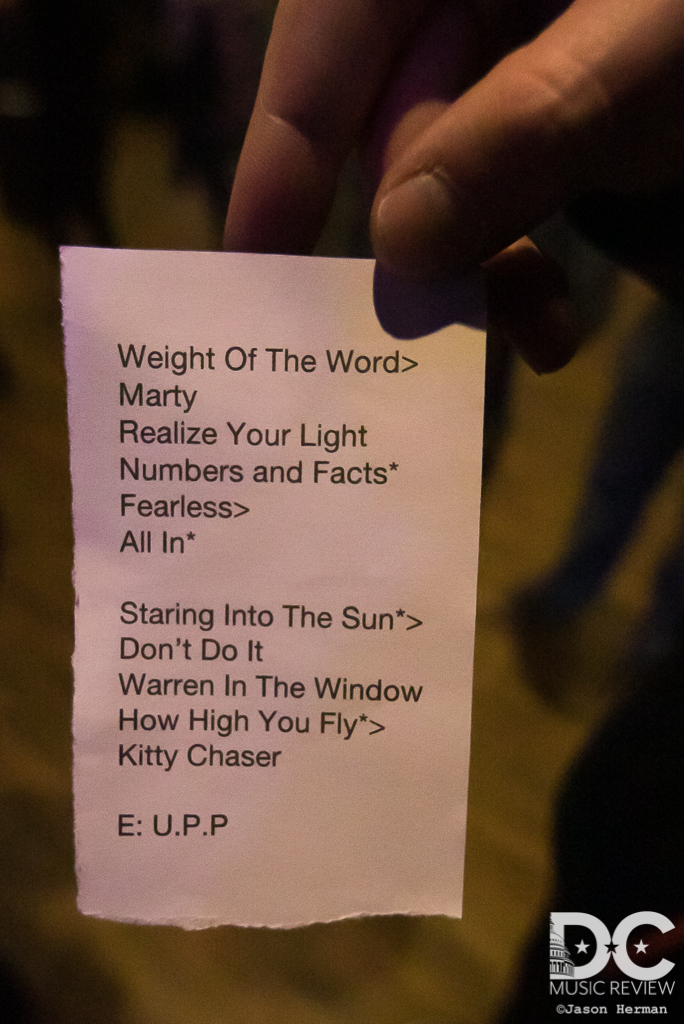 Weight Of The Word>
Marty
Realize Your Light
Numbers and Facts*
Fearless>
All In*
Staring Into The Sun*>
Don't Do It
Warren In The Window
How High You Fly*>
Kitty Chaser
E: U.P.P
DC
MUSIC REVIEW
©Jason Herman